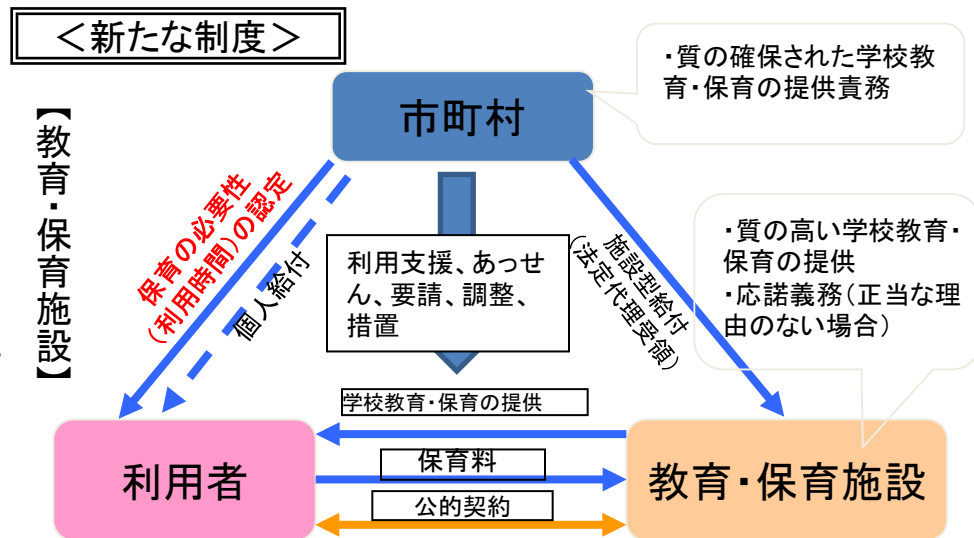 ＜新たな制度＞
【教育・保育施設】
市町村
・質の確保された学校教
育・保育の提供責務
保育の必要性
（利用時間）の認定
個人給付
利用支援、あっせ
ん、要請、調整、
措置
施設型給付
（法定代理受領）
・質の高い学校教育・
保育の提供
・応諾義務（正当な理
由のない場合）
学校教育・保育の提供
保育料
公的契約
利用者
教育・保育施設